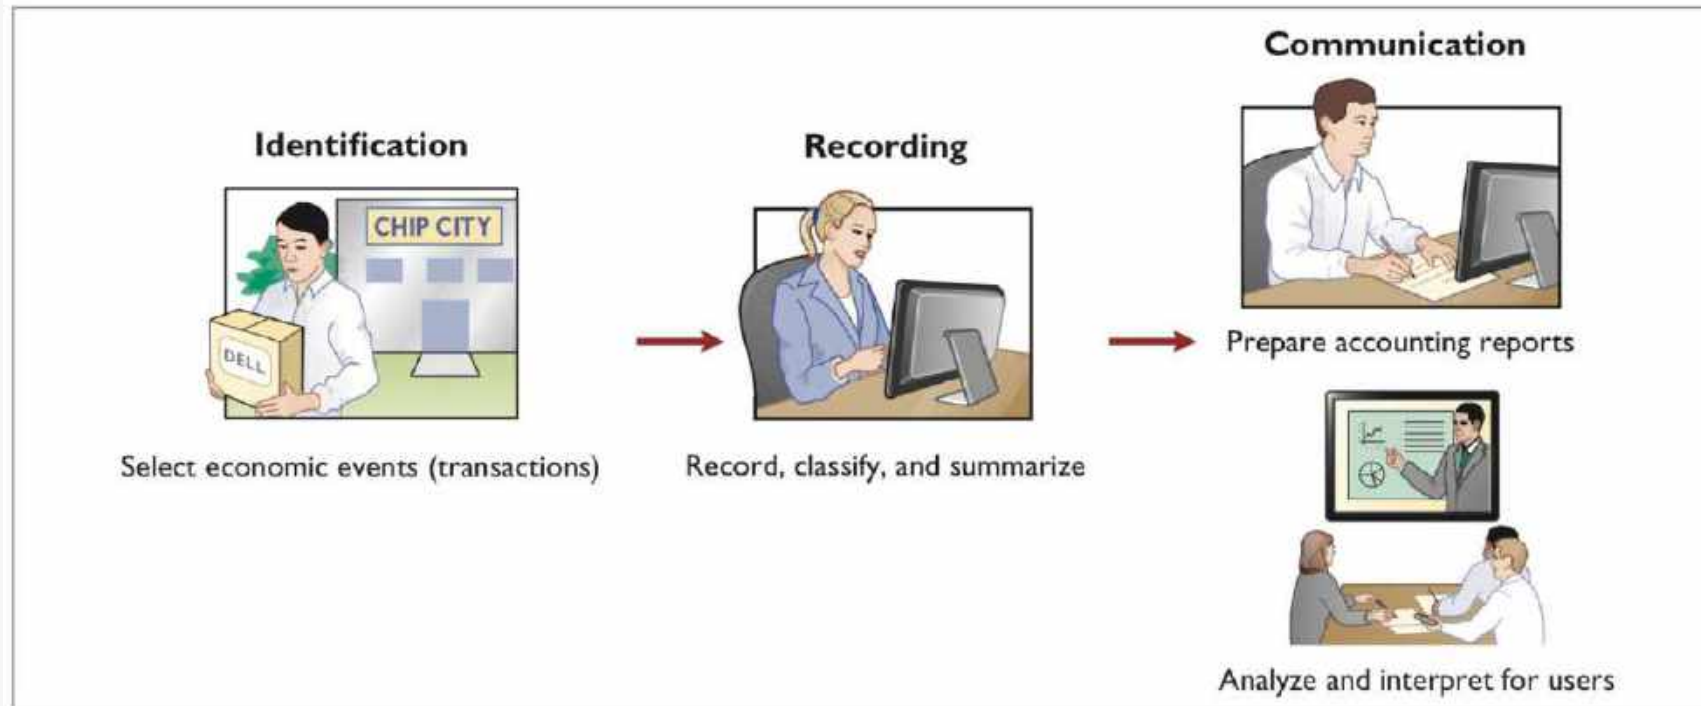 Identification
CHIP CITY
DELL
Select economic events (transactions)
Recording
Record, classify, and summarize
Communication
Prepare accounting reports
Analyze and interpret for users